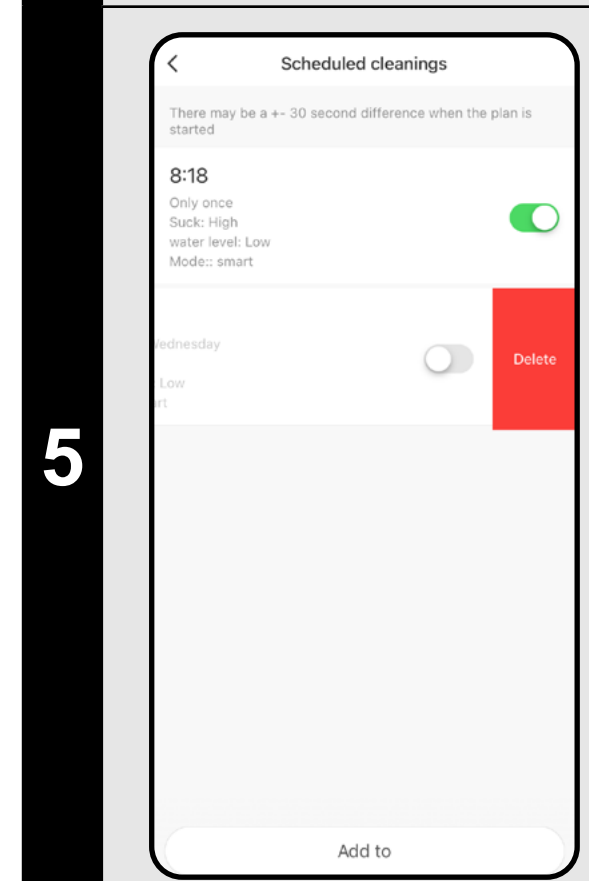 Scheduled cleanings
There may be a +- 30 second difference when the plan is
started
8:18
Only once
Suck: High
water level: Low
Mode:: smart
Delete
Low
5
Add to